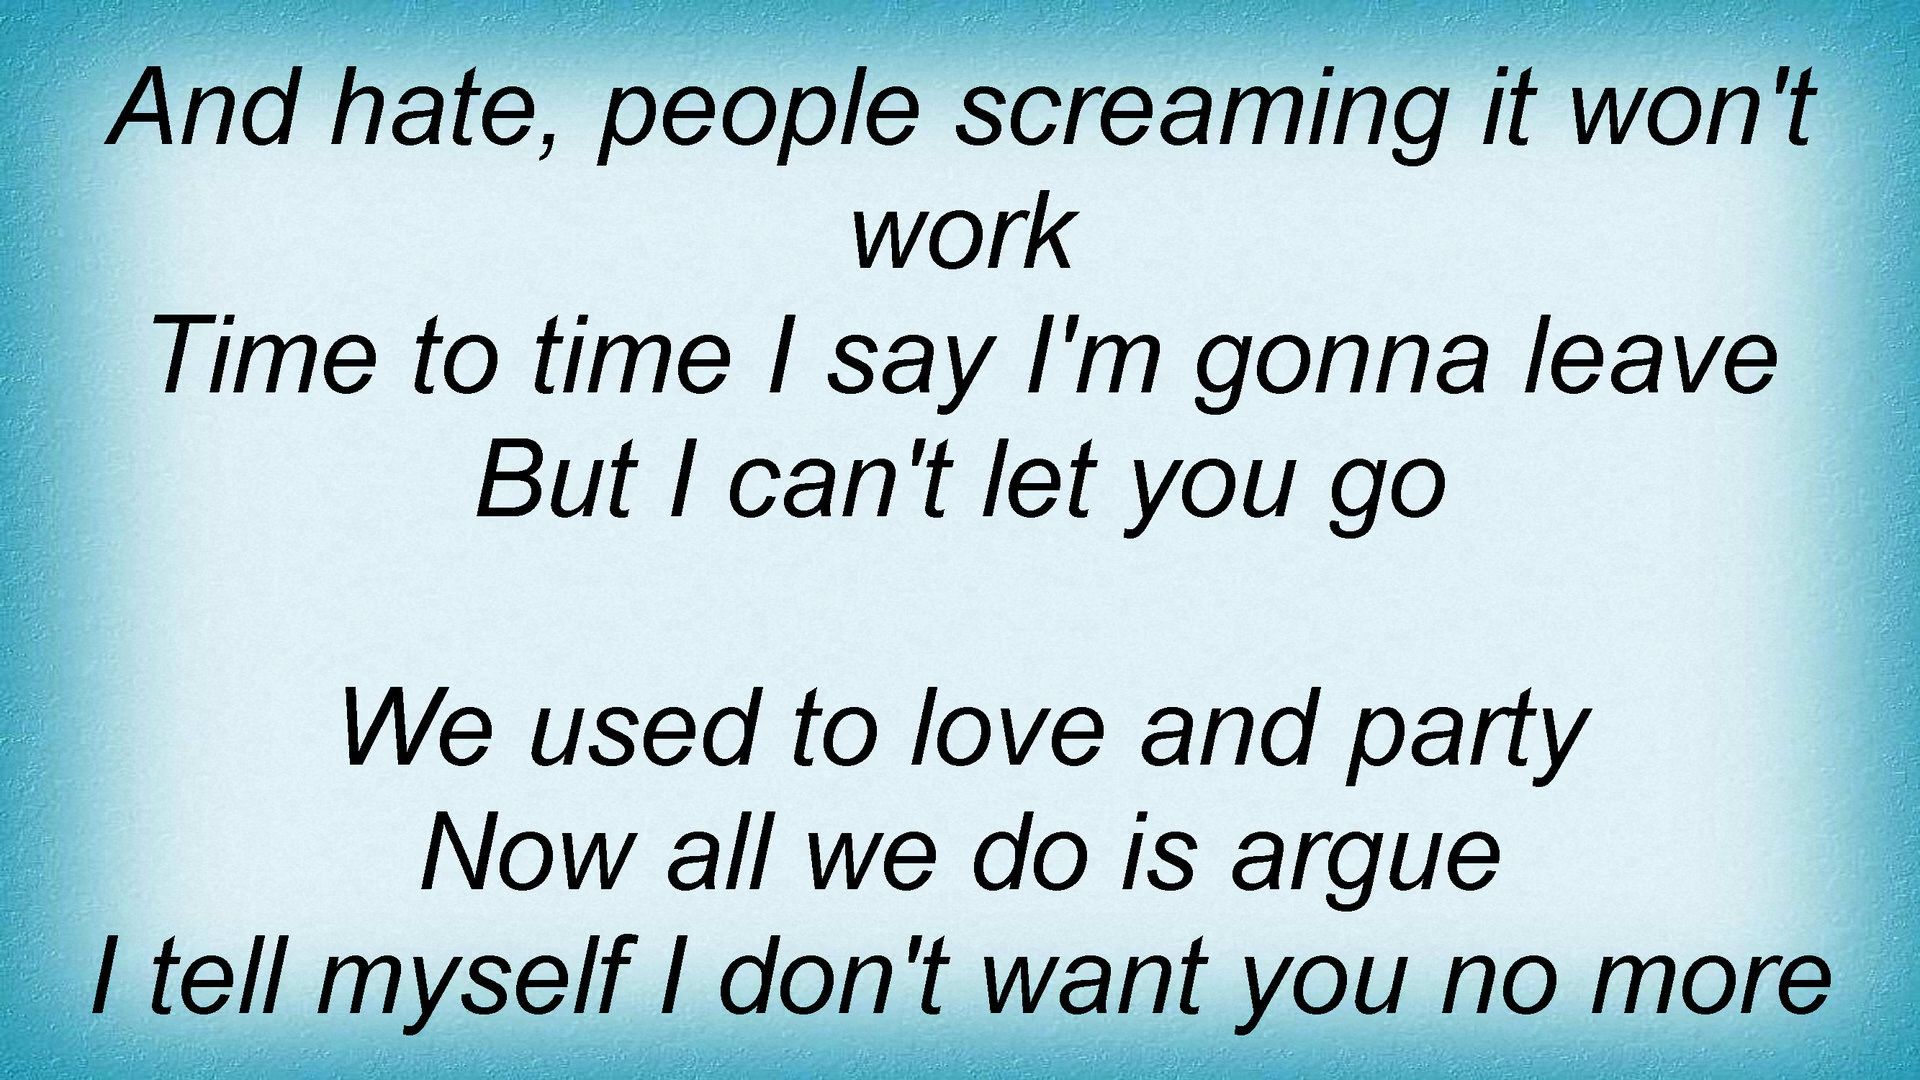 And hate, people screaming it won't
work
Time to time I say I'm gonna leave
But I can't let you go
We used to love and party
Now all we do is argue
I tell myself I don't want you no more